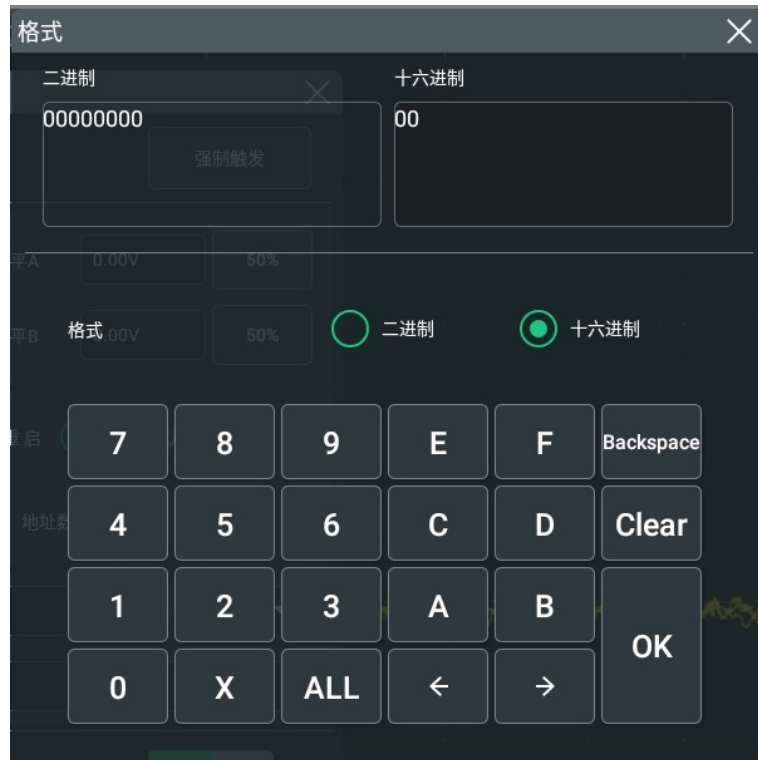 格式
二进制
十六进制
00000000
00
强制触发
平A
0.00V
50%
平B
格式
.00V
50%
二进制
十六进制
重启
7
8
9
E
F
Backspace
地址数
4
5
6
C
D
Clear
1
2
3
A
B
OK
0
X
ALL
←
→